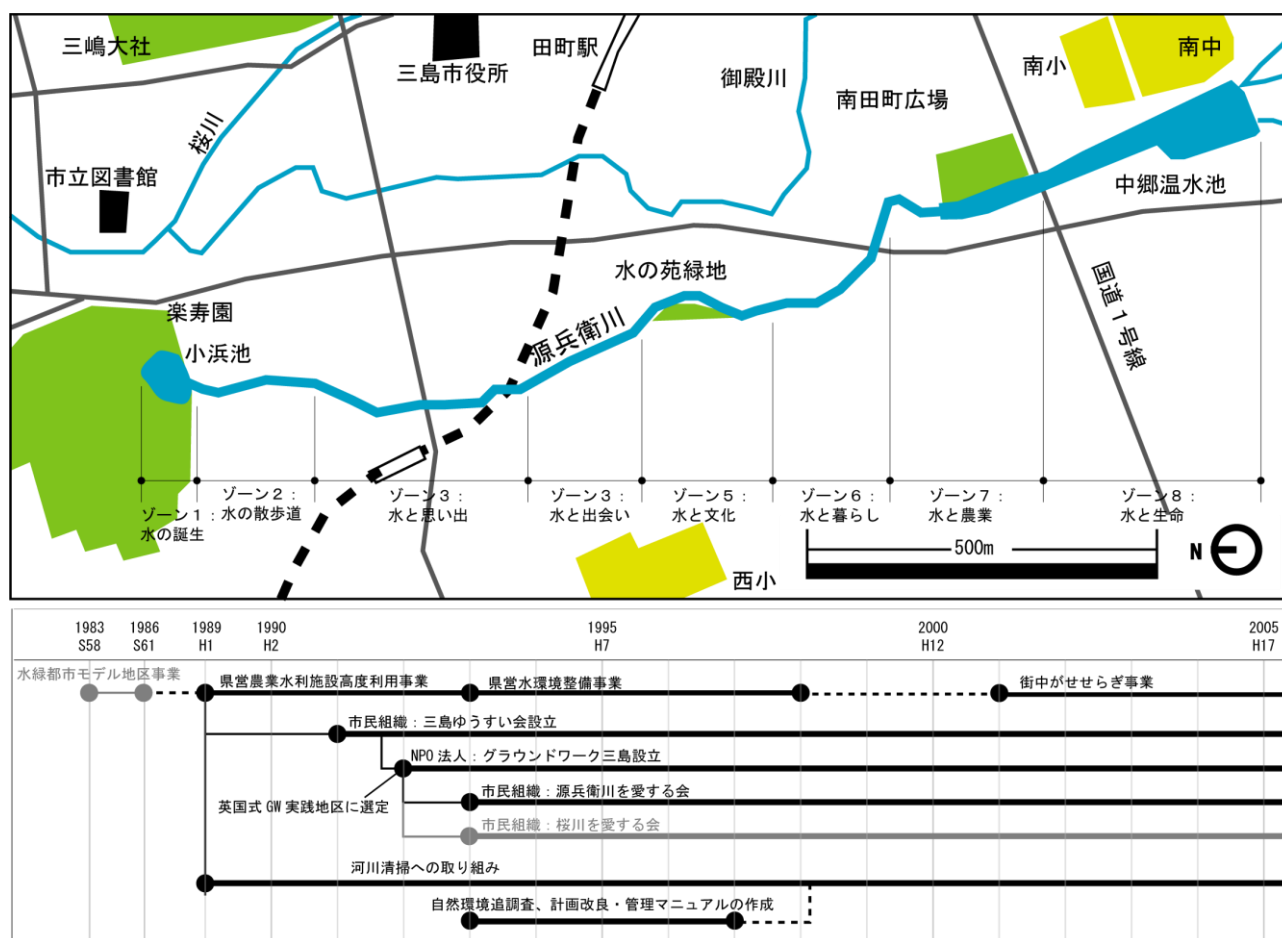 三嶋大社
三島市役所
田町駅
御殿川
南小
南中
南田町広場
桜川
市立図書館
中郷温水池
水の苑緑地
国道1号線
楽寿園
小浜池
源兵衛川
ゾーン1：
水の誕生
ゾーン2：
水の散歩道
ゾーン3：
水と思い出
ゾーン3：
水と出会い
ゾーン5：
水と文化
ゾーン6：
水と暮らし
ゾーン7：
水と農業
ゾーン8：
水と生命
500m
N
西小
1983 1986 1989 1990 1995 2000 2005
S58 S61 H1 H2 H7 H12 H17
水緑都市モデル地区事業
県営農業水利施設高度利用事業
県営水環境整備事業
街中がせせらぎ事業
市民組織：三島ゆうすい会設立
NPO法人：グラウンドワーク三島設立
英国式GW実践地区に選定
市民組織：源兵衛川を愛する会
市民組織：桜川を愛する会
河川清掃への取り組み
自然環境追調査、計画改良・管理マニュアルの作成